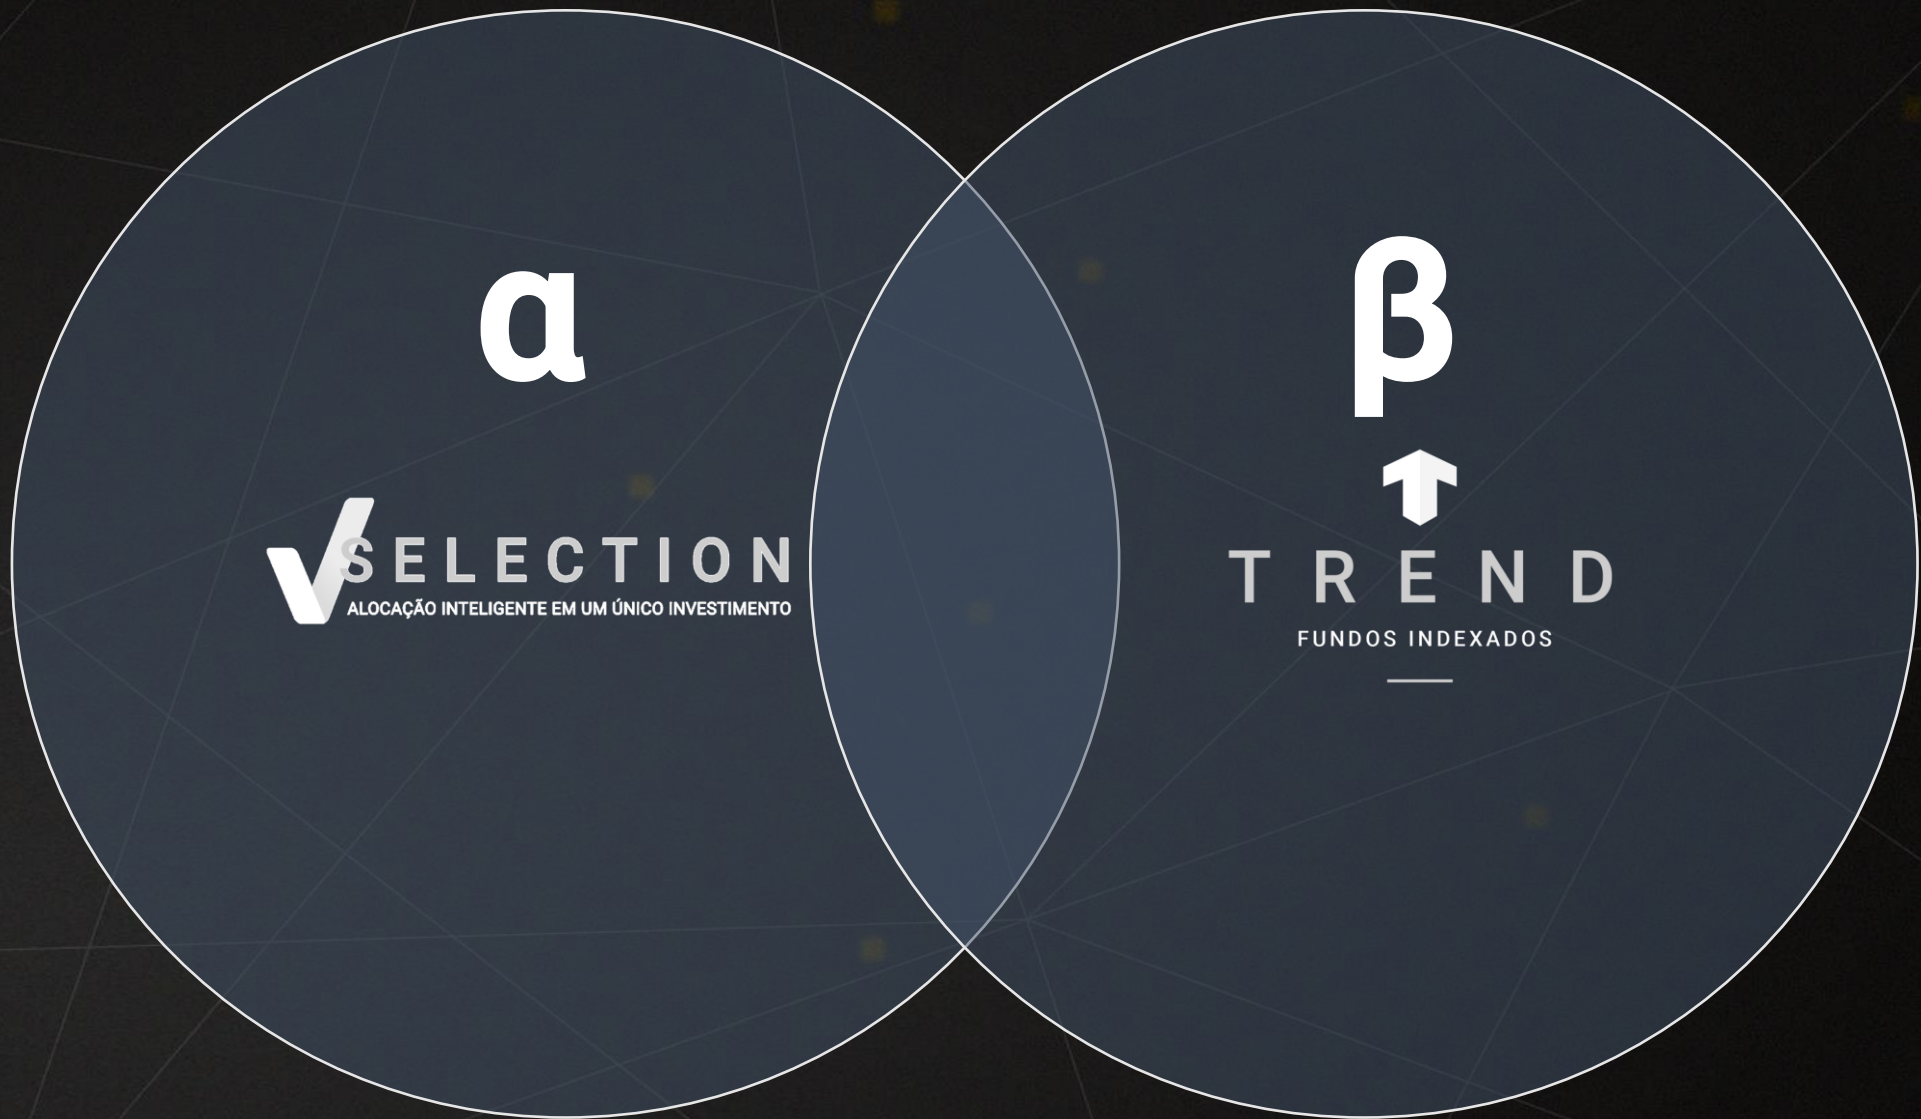 α
SELECTION
ALOCAÇÃO INTELIGENTE EM UM ÚNICO INVESTIMENTO
β
TREND
FUNDOS INDEXADOS